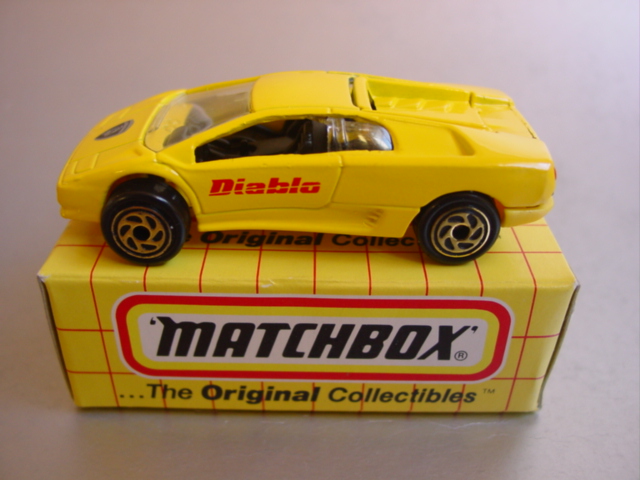 Diablo
Original Collec
'MATCHBOX'®
...The Original Collectibles™